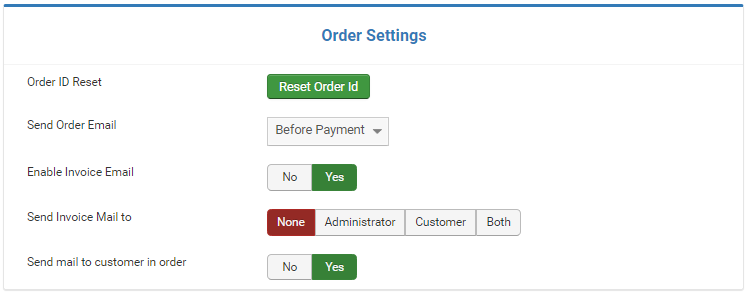 Order Settings
Order ID Reset Reset Order Id
Send Order Email Before Payment
Enable Invoice Email No Yes
Send Invoice Mail to None Administrator Customer Both
Send mail to customer in order No Yes